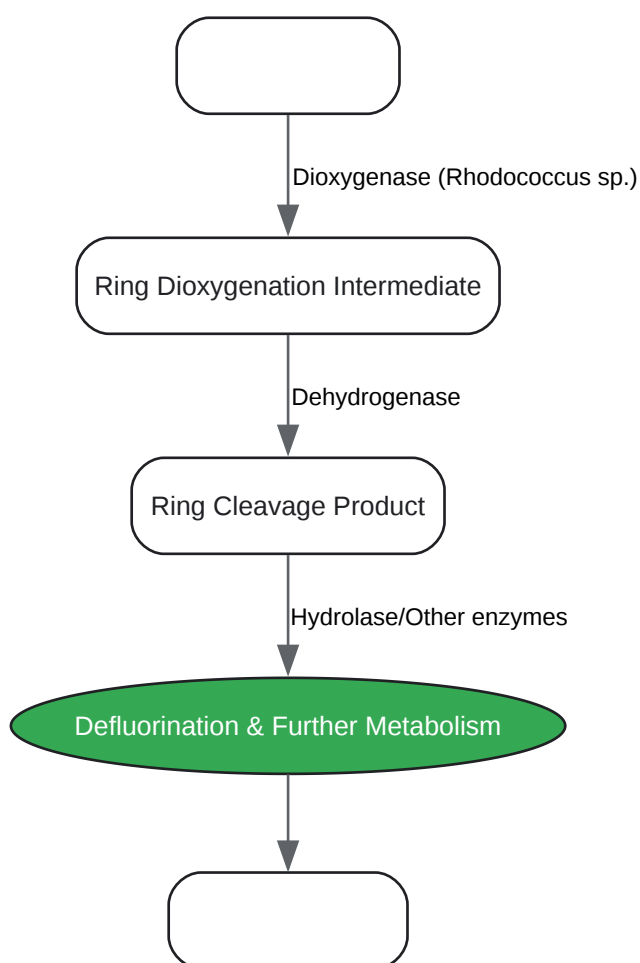 Dioxygenase (Rhodococcus sp.)
Ring Dioxygenation Intermediate
Dehydrogenase
Ring Cleavage Product
Hydrolase/Other enzymes
Defluorination & Further Metabolism